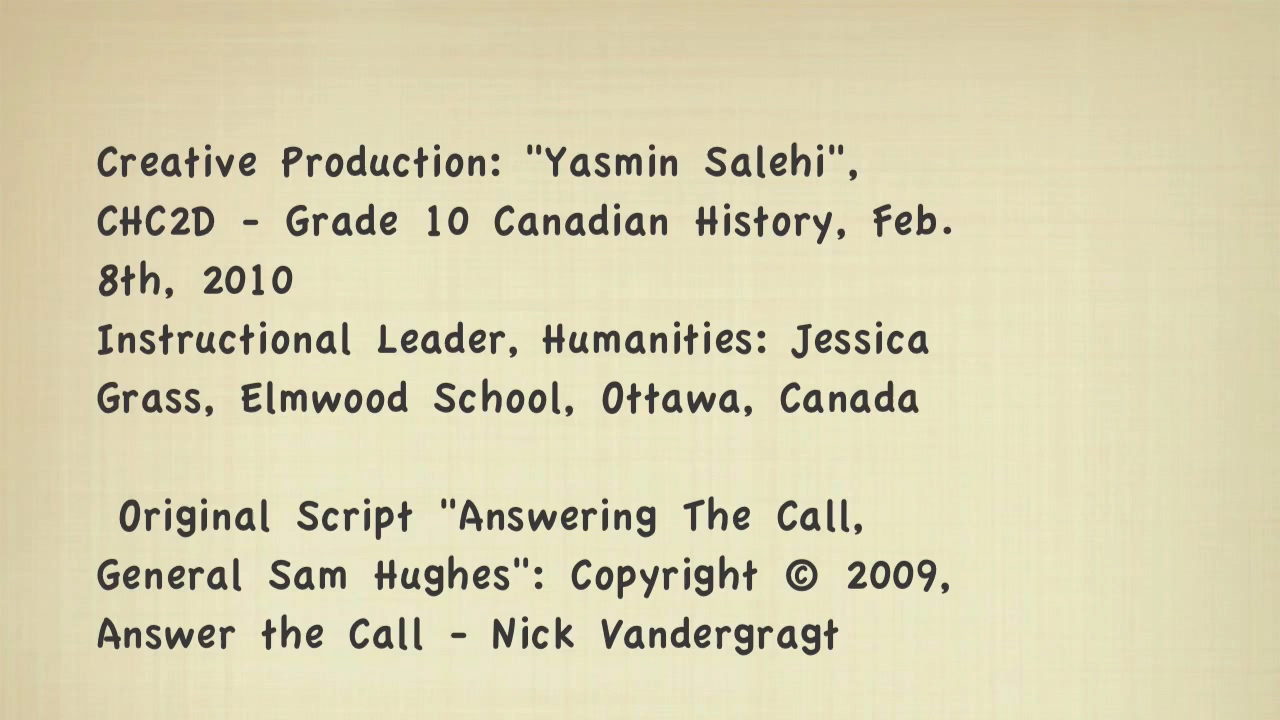 Creative Production: "Yasmin Salehi",
CHC2D - Grade 10 Canadian History, Feb.
8th, 2010
Instructional Leader, Humanities: Jessica
Grass, Elmwood School, Ottawa, Canada
Original Script "Answering The Call,
General Sam Hughes": Copyright © 2009,
Answer the Call - Nick Vandergragt